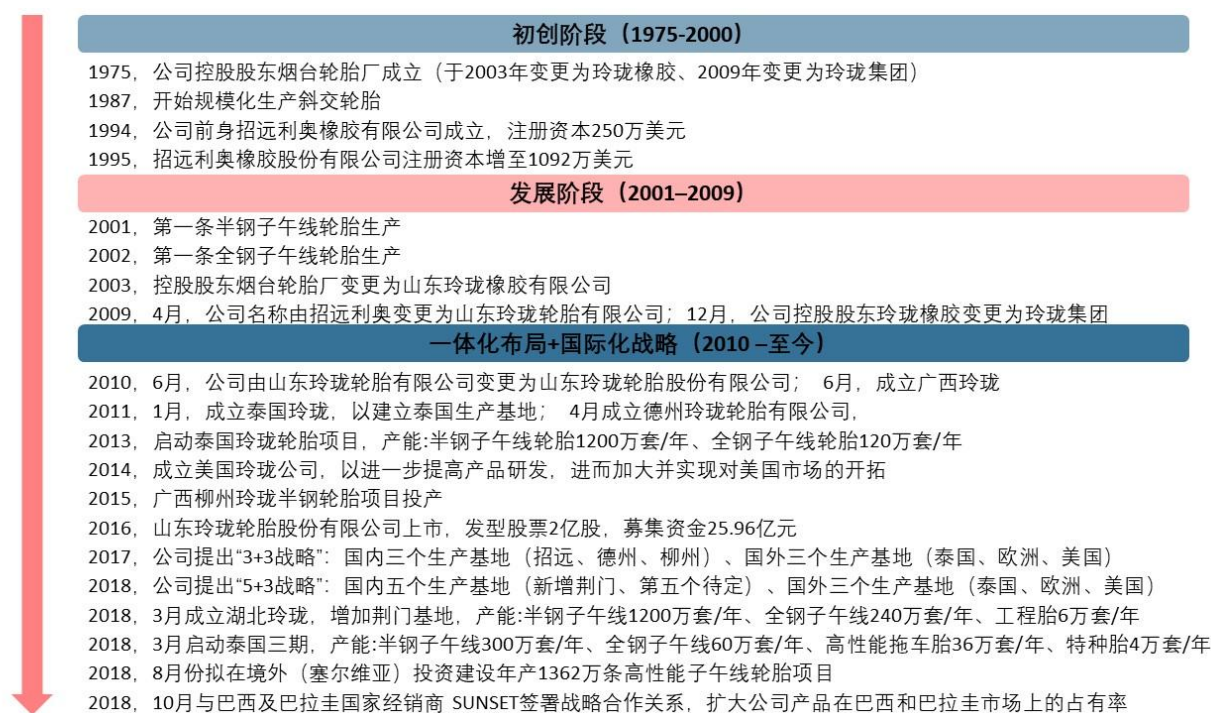 初创阶段（1975-2000）
1975，公司控股股东烟台轮胎厂成立（于2003年变更为玲珑橡胶、2009年变更为玲珑集团）
1987，开始规模化生产斜交轮胎
1994，公司前身招远利奥橡胶有限公司成立，注册资本250万美元
1995，招远利奥橡胶股份有限公司注册资本增至1092万美元
发展阶段（2001–2009）
2001，第一条半钢子午线轮胎生产
2002，第一条全钢子午线轮胎生产
2003，控股股东烟台轮胎厂变更为山东玲珑橡胶有限公司
2009，4月，公司名称由招远利奥变更为山东玲珑轮胎有限公司；12月，公司控股股东玲珑橡胶变更为玲珑集团
一体化布局+国际化战略（2010 –至今）
2010，6月，公司由山东玲珑轮胎有限公司变更为山东玲珑轮胎股份有限公司； 6月，成立广西玲珑
2011，1月，成立泰国玲珑，以建立泰国生产基地； 4月成立德州玲珑轮胎有限公司，
2013，启动泰国玲珑轮胎项目，产能:半钢子午线轮胎1200万套/年、全钢子午线轮胎120万套/年
2014，成立美国玲珑公司，以进一步提高产品研发，进而加大并实现对美国市场的开拓
2015，广西柳州玲珑半钢轮胎项目投产
2016，山东玲珑轮胎股份有限公司上市，发型股票2亿股，募集资金25.96亿元
2017，公司提出“3+3战略”：国内三个生产基地（招远、德州、柳州）、国外三个生产基地（泰国、欧洲、美国）
2018，公司提出“5+3战略”：国内五个生产基地（新增荆门、第五个待定）、国外三个生产基地（泰国、欧洲、美国）
2018，3月成立湖北玲珑，增加荆门基地，产能:半钢子午线1200万套/年、全钢子午线240万套/年、工程胎6万套/年
2018，3月启动泰国三期，产能:半钢子午线300万套/年、全钢子午线60万套/年、高性能拖车胎36万套/年、特种胎4万套/年
2018，8月份拟在境外（塞尔维亚）投资建设年产1362万条高性能子午线轮胎项目
2018，10月与巴西及巴拉圭国家经销商 SUNSET签署战略合作关系，扩大公司产品在巴西和巴拉圭市场上的占有率